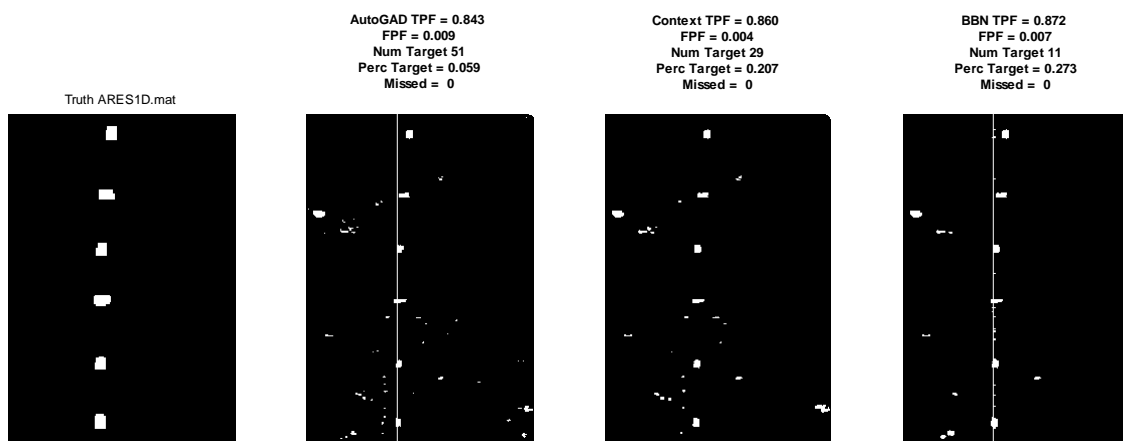 Truth ARES1D.mat
AutoGAD TPF = 0.843
FPF = 0.009
Num Target 51
Perc Target = 0.059
Missed = 0
Context TPF = 0.860
FPF = 0.004
Num Target 29
Perc Target = 0.207
Missed = 0
BBN TPF = 0.872
FPF = 0.007
Num Target 11
Perc Target = 0.273
Missed = 0